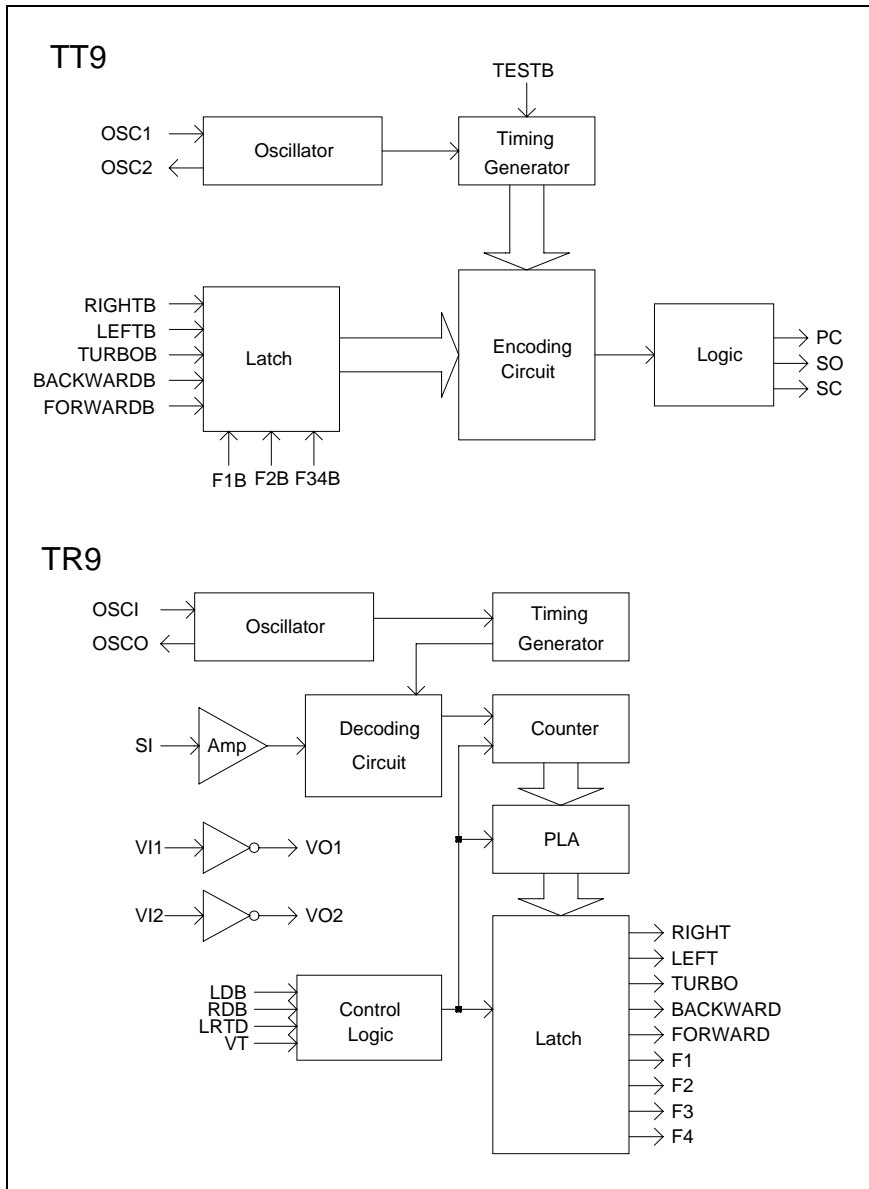 TT9
TESTB
OSC1
OSC2
Oscillator
Timing
Generator
RIGHTB
LEFTB
TURBOB
BACKWARDB
FORWARDB
Latch
F1B
F2B
F34B
Encoding
Circuit
Logic
PC
SO
SC
TR9
OSCI
OSCO
Oscillator
Timing
Generator
SI
Amp
Decoding
Circuit
Counter
VI1
VO1
PLA
VI2
VO2
LDB
RDB
LRTD
VT
Control
Logic
Latch
RIGHT
LEFT
TURBO
BACKWARD
FORWARD
F1
F2
F3
F4